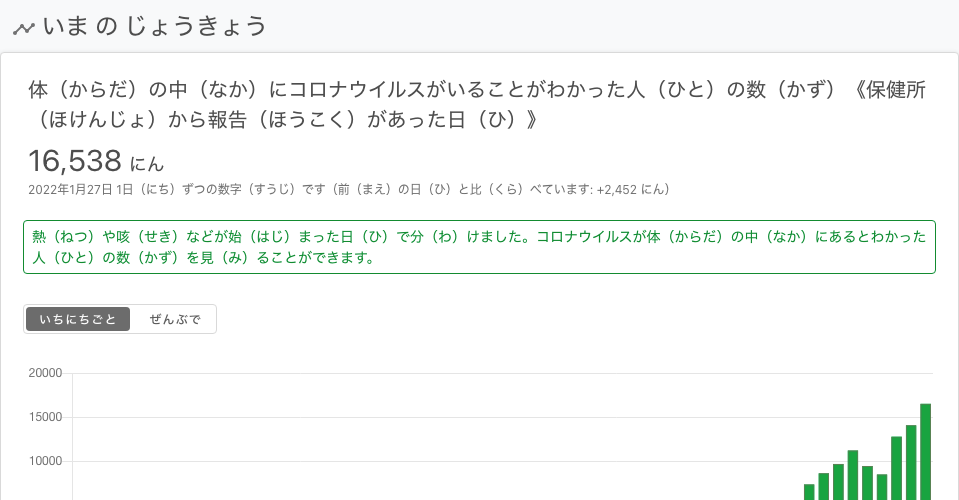 いま の じょうきょう
体（からだ）の中（なか）にコロナウイルスがいることがわかった人（ひと）の数（かず）《保健所
（ほけんじょ）から報告（ほうこく）があった日（ひ）》
16,538 にん
2022年1月27日 1日（にち）ずつの数字（すうじ）です（前（まえ）の日（ひ）と比（くら）べています: +2,452 にん）
熱（ねつ）や咳（せき）などが始（はじ）まった日（ひ）で分（わ）けました。コロナウイルスが体（からだ）の中（なか）にあるとわかった
人（ひと）の数（かず）を見（み）ることができます。
いちにちごと ぜんぶで
20000
15000
10000